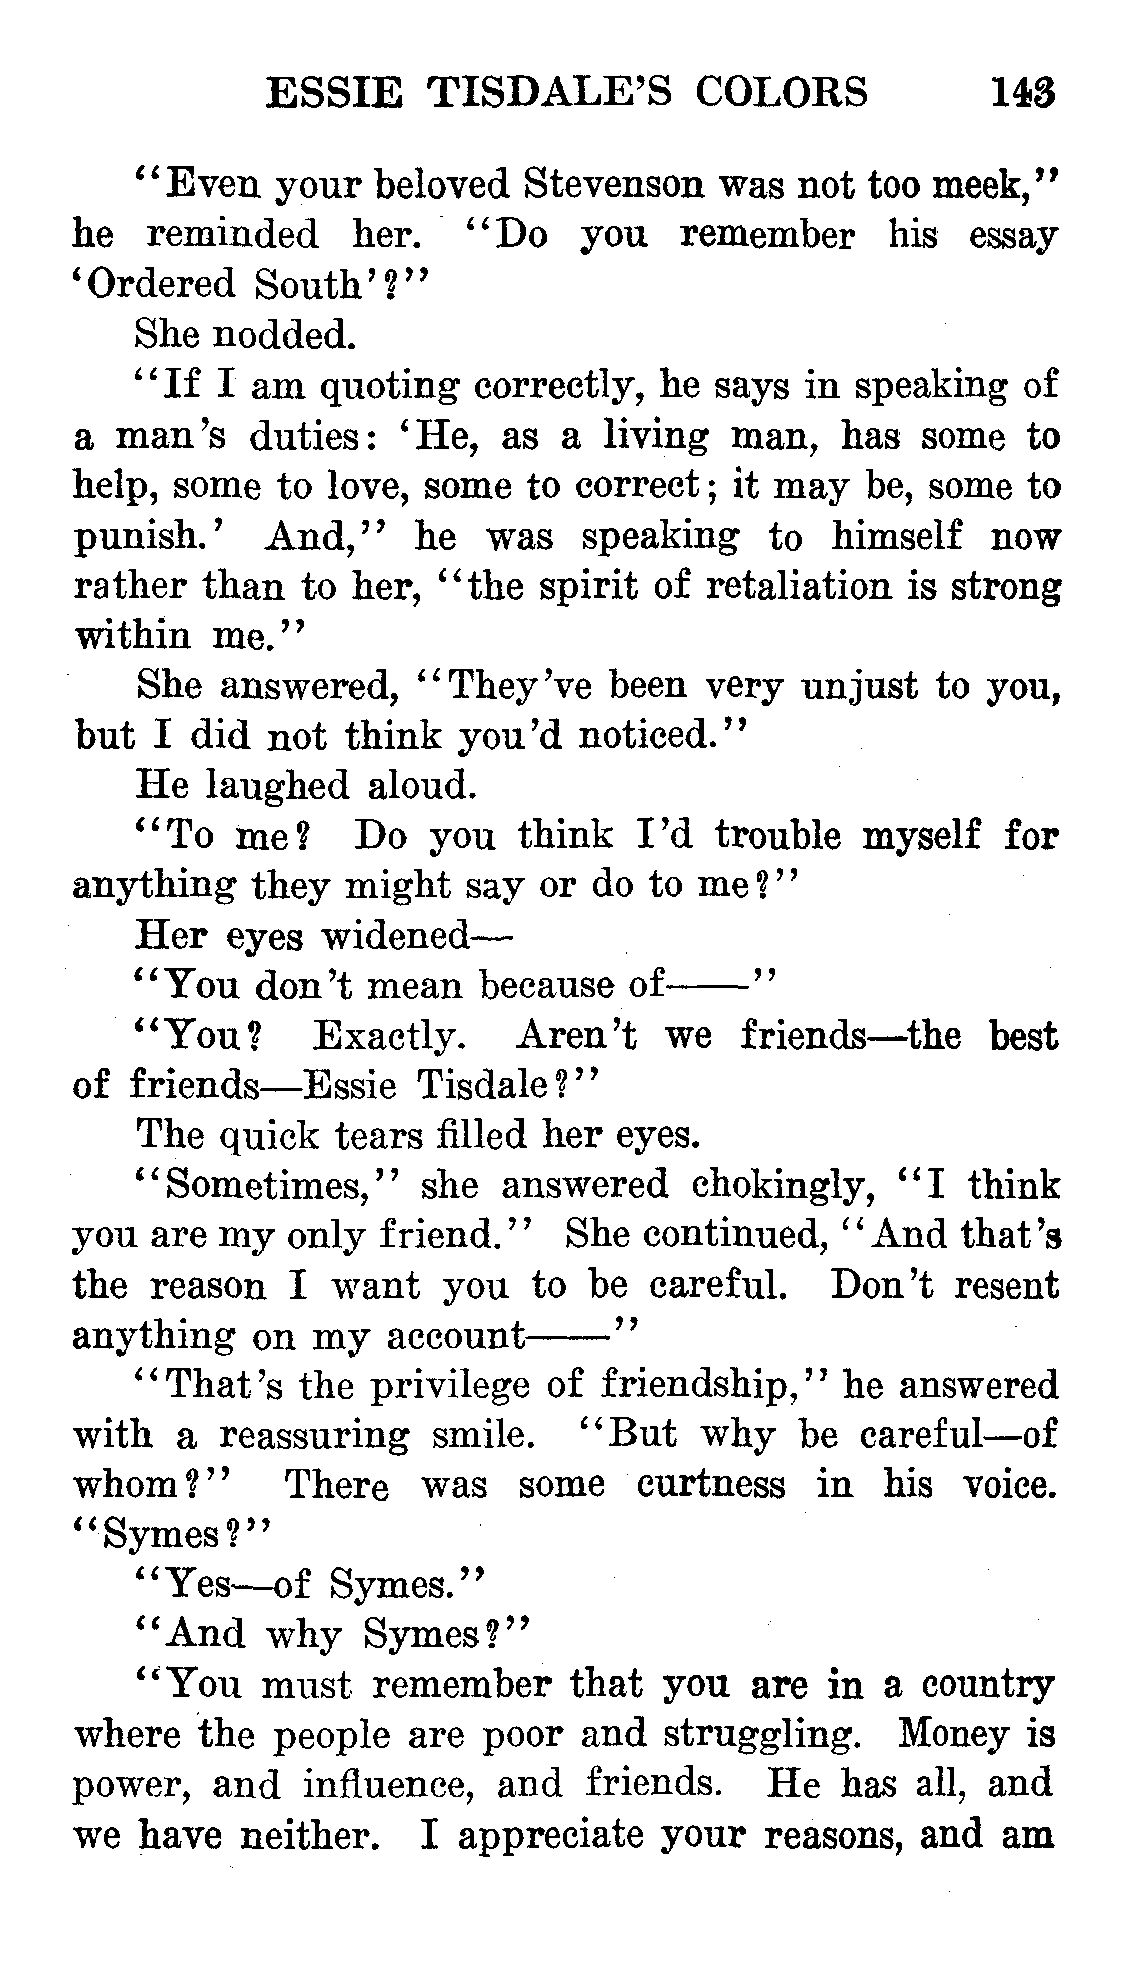 ESSIE TISDALE'S COLORS 143
"Even your beloved Stevenson was not too meek,"
he reminded her. "Do you remember his essay
'Ordered South'?"
She nodded.
"If I am quoting correctly, he says in speaking of
a man's duties: 'He, as a living man, has some to
help, some to love, some to correct; it may be, some to
punish.' And," he was speaking to himself now
rather than to her, "the spirit of retaliation is strong
within me."
She answered, "They've been very unjust to you,
but I did not think you'd noticed."
He laughed aloud.
"To me? Do you think I'd trouble myself for
anything they might say or do to me?"
Her eyes widened—
"You don't mean because of——"
"You? Exactly. Aren't we friends—the best
of friends—Essie Tisdale?"
The quick tears filled her eyes.
"Sometimes," she answered chokingly, "I think
you are my only friend." She continued, "And that's
the reason I want you to be careful. Don't resent
anything on my account——"
"That's the privilege of friendship," he answered
with a reassuring smile. "But why be careful—of
whom?" There was some curtness in his voice.
"Symes?"
"Yes—of Symes."
"And why Symes?"
"You must remember that you are in a country
where the people are poor and struggling. Money is
power, and influence, and friends. He has all, and
we have neither. I appreciate your reasons, and am